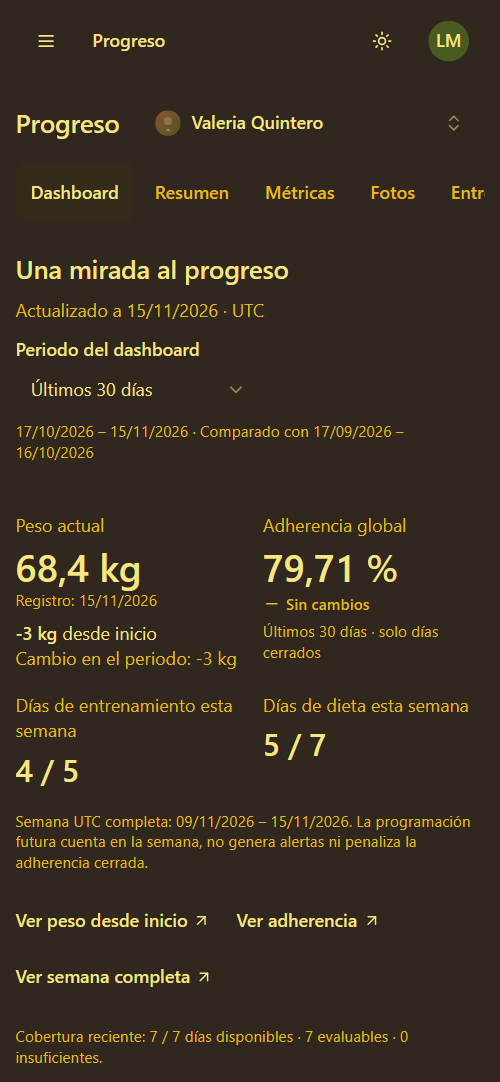 Progreso
LM
Progreso
Valeria Quintero
Dashboard
Resumen
Métricas
Fotos
Entr
Una mirada al progreso
Actualizado a 15/11/2026 · UTC
Periodo del dashboard
Últimos 30 días
17/10/2026 – 15/11/2026 · Comparado con 17/09/2026 –
16/10/2026
Peso actual
68,4 kg
Registro: 15/11/2026
-3 kg desde inicio
Cambio en el periodo: -3 kg
Adherencia global
79,71 %
— Sin cambios
Últimos 30 días · solo días
cerrados
Días de entrenamiento esta
semana
4 / 5
Días de dieta esta semana
5 / 7
Semana UTC completa: 09/11/2026 – 15/11/2026. La programación
futura cuenta en la semana, no genera alertas ni penaliza la
adherencia cerrada.
Ver peso desde inicio
Ver adherencia
Ver semana completa
Cobertura reciente: 7 / 7 días disponibles · 7 evaluables · 0
insuficientes.